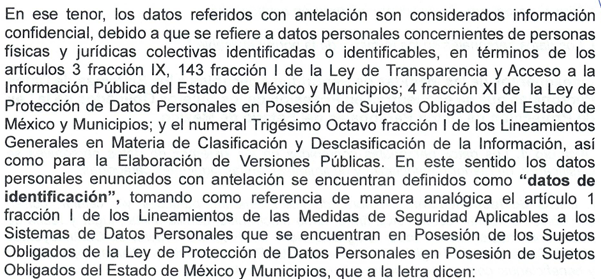 En ese tenor, los datos referidos con antelación son considerados información
confidencial, debido a que se refiere a datos personales concernientes de personas
físicas y jurídicas colectivas identificadas o identificables, en términos de los
artículos 3 fracción IX, 143 fracción I de la Ley de Transparencia y Acceso a la
Información Pública del Estado de México y Municipios; 4 fracción XI de la Ley de
Protección de Datos Personales en Posesión de Sujetos Obligados del Estado de
México y Municipios; y el numeral Trigésimo Octavo fracción I de los Lineamientos
Generales en Materia de Clasificación y Desclasificación de la Información, así
como para la Elaboración de Versiones Públicas. En este sentido los datos
personales enunciados con antelación se encuentran definidos como “datos de
identificación”, tomando como referencia de manera analógica el artículo 1
fracción I de los Lineamientos de las Medidas de Seguridad Aplicables a los
Sistemas de Datos Personales que se encuentran en Posesión de los Sujetos
Obligados de la Ley de Protección de Datos Personales en Posesión de Sujetos
Obligados del Estado de México y Municipios, que a la letra dicen: